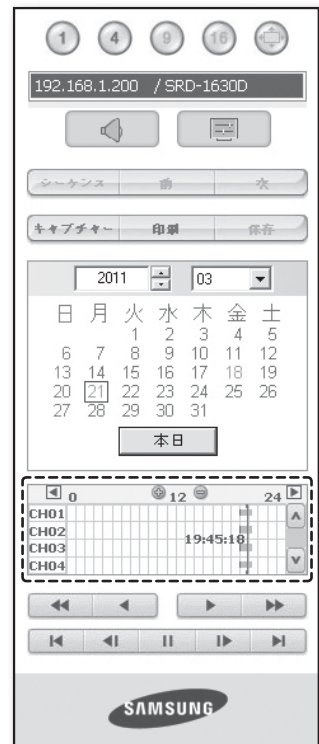 1 4 9 16
192.168.1.200 / SRD-1630D
シーケンス 前 次
キャプチャー 印刷 保存
2011 03
日 月 火 水 木 金 土
1 2 3 4 5
6 7 8 9 10 11 12
13 14 15 16 17 18 19
20 21 22 23 24 25 26
27 28 29 30 31
本日
0 12 24
CH01
CH02
19:45:18
CH03
CH04
SAMSUNG